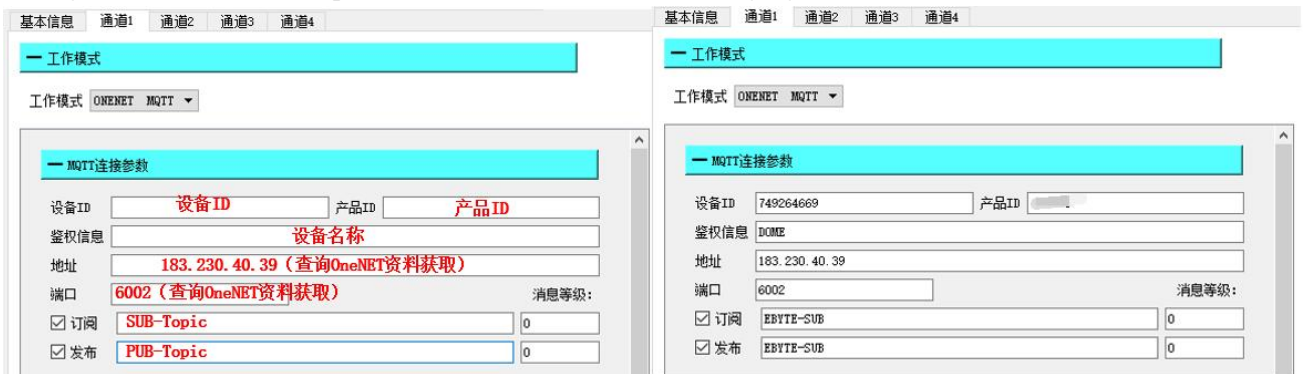 基本信息 通道1 通道2 通道3 通道4
一 工作模式
工作模式 ONENET MQTT
一 MQTT连接参数
设备ID 设备ID 产品ID 产品ID
鉴权信息 设备名称
地址 183.230.40.39（查询OneNET资料获取）
端口 6002（查询OneNET资料获取） 消息等级:
订阅 SUB-Topic 0
发布 PUB-Topic 0
基本信息 通道1 通道2 通道3 通道4
一 工作模式
工作模式 ONENET MQTT
一 MQTT连接参数
设备ID 749264669 产品ID
鉴权信息 DOME
地址 183.230.40.39
端口 6002 消息等级:
订阅 EBYTE-SUB 0
发布 EBYTE-SUB 0